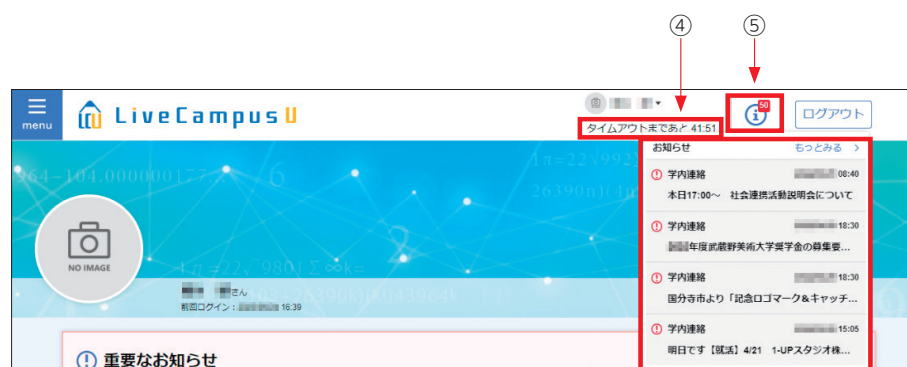 ④ ⑤
menu
LiveCampusU
タイムアウトまであと 41:51
50
ログアウト
お知らせ もっとみる >
学内連絡 08:40
本日17:00～ 社会連携活動説明会について
学内連絡 18:30
年度武蔵野美術大学奨学金の募集要...
学内連絡 18:30
国分寺市より「記念ロゴマーク&キャッチ...
学内連絡 15:05
明日です【就活】4/21 1-UPスタジオ株...
NO IMAGE
さん
前回ログイン： 16:39
重要なお知らせ